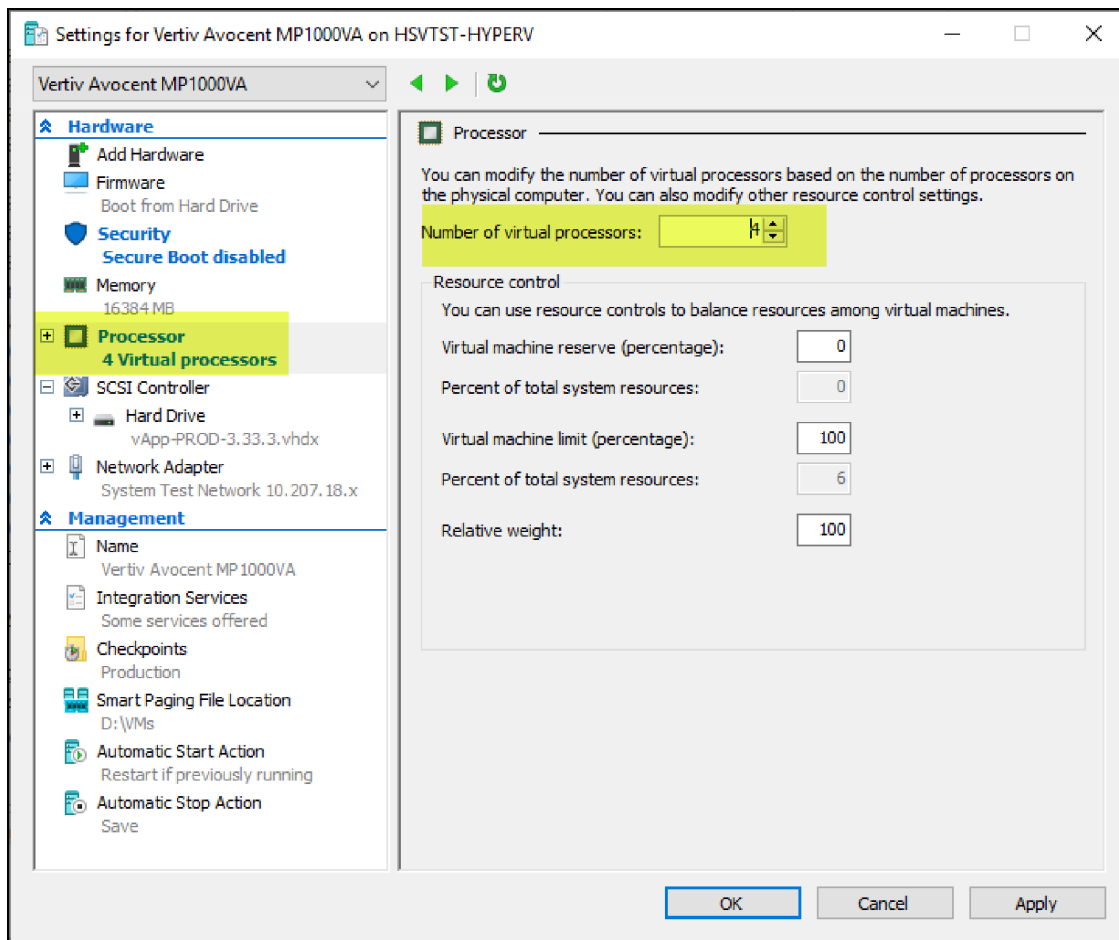 Settings for Vertiv Avocent MP1000VA on HSVTST-HYPERV
Vertiv Avocent MP1000VA
Hardware
Add Hardware
Firmware
Boot from Hard Drive
Security
Secure Boot disabled
Memory
16384 MB
Processor
4 Virtual processors
SCSI Controller
Hard Drive
vApp-PROD-3.33.3.vhdx
Network Adapter
System Test Network 10.207.18.x
Management
Name
Vertiv Avocent MP1000VA
Integration Services
Some services offered
Checkpoints
Production
Smart Paging File Location
D:\VMs
Automatic Start Action
Restart if previously running
Automatic Stop Action
Save
Processor
You can modify the number of virtual processors based on the number of processors on
the physical computer. You can also modify other resource control settings.
Number of virtual processors: 4
Resource control
You can use resource controls to balance resources among virtual machines.
Virtual machine reserve (percentage): 0
Percent of total system resources: 0
Virtual machine limit (percentage): 100
Percent of total system resources: 6
Relative weight: 100
OK Cancel Apply